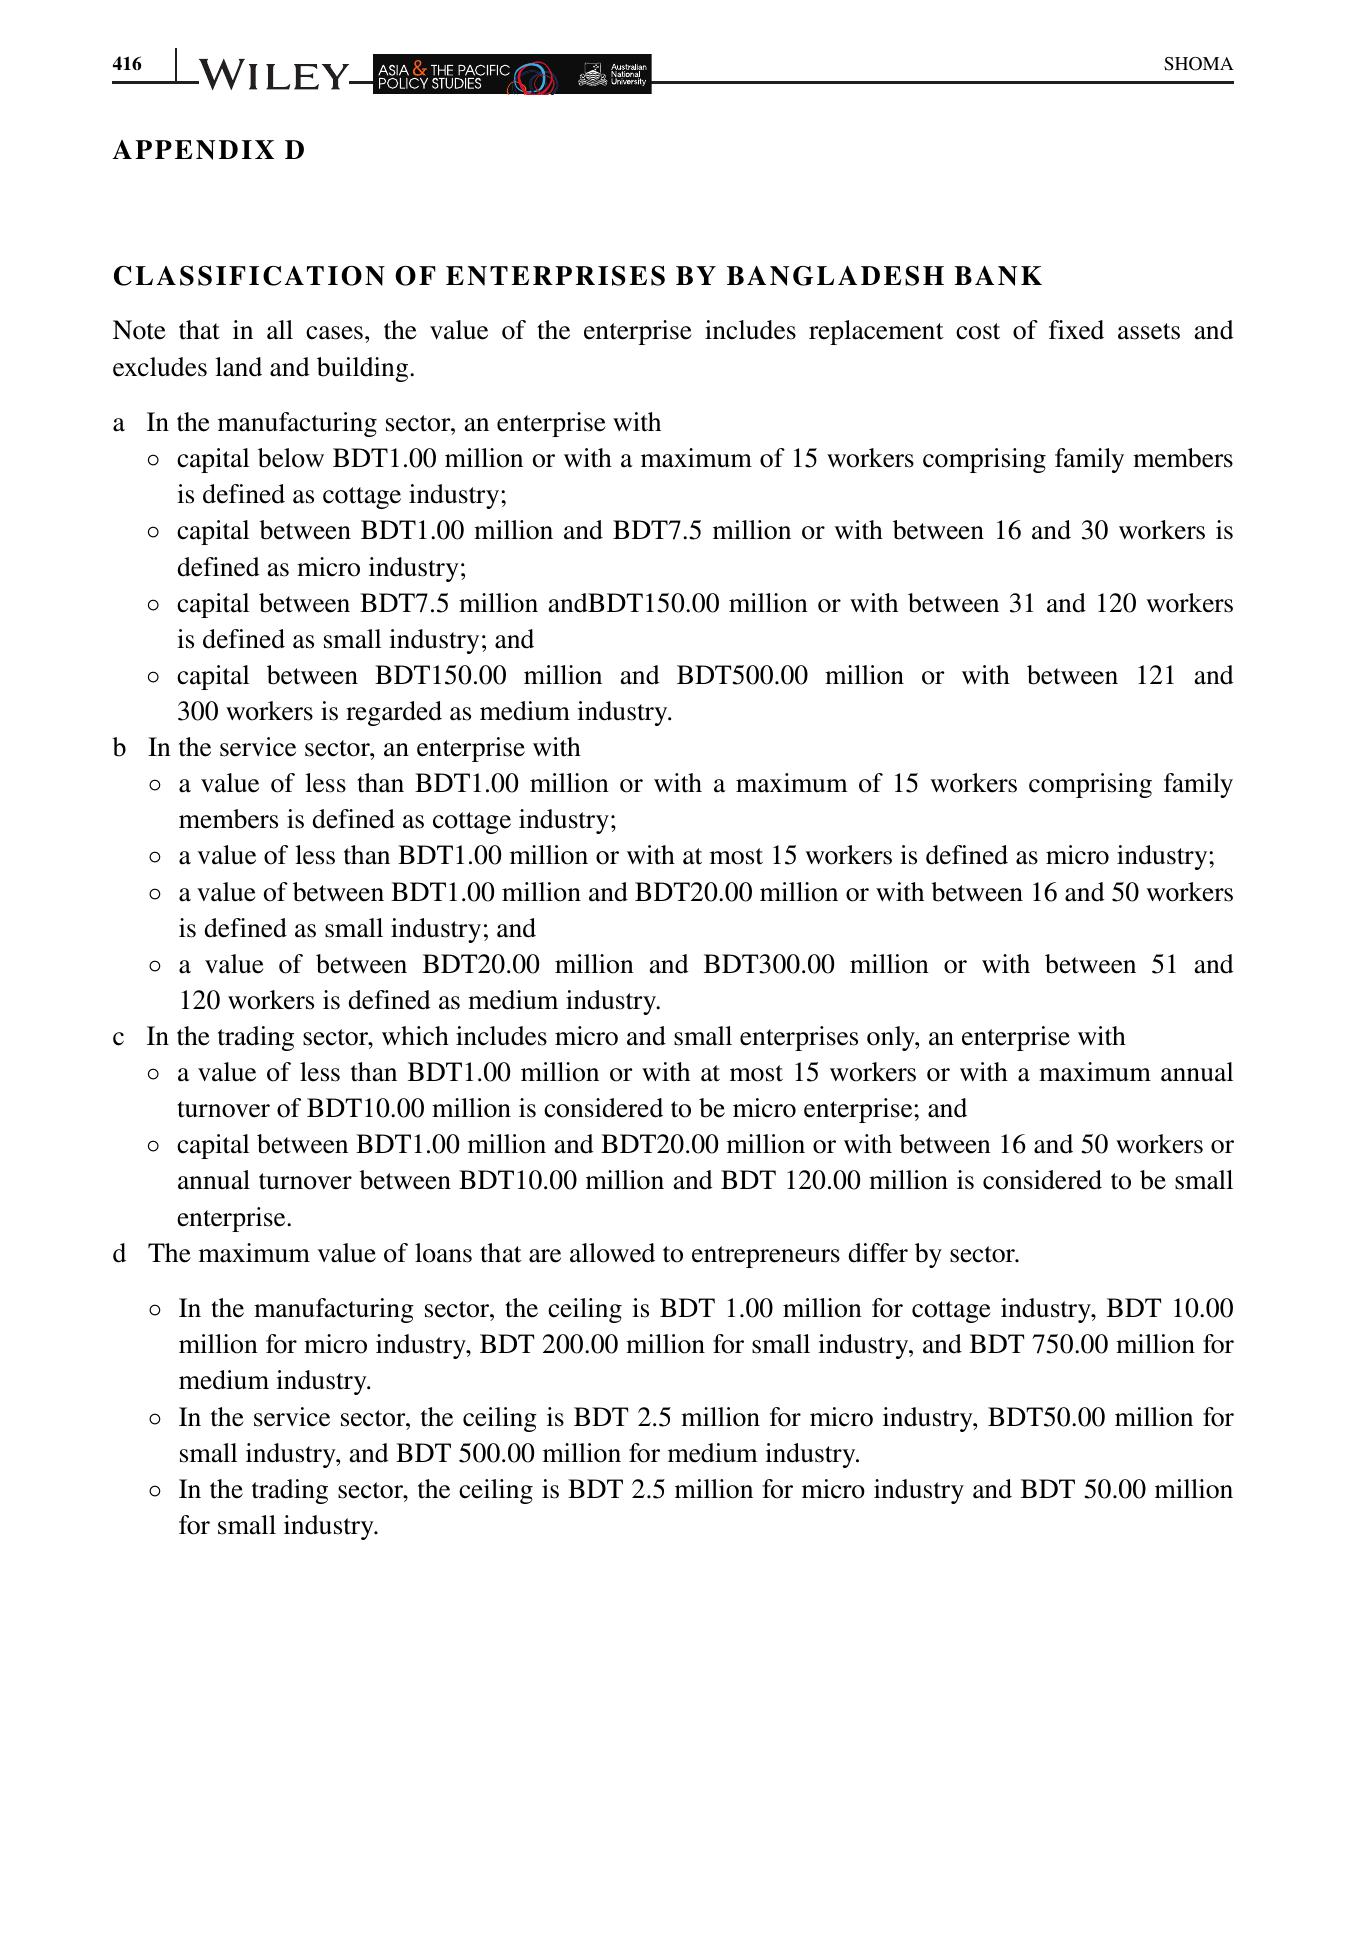 416
WILEY
ASIA & THE PACIFIC
POLICY STUDIES
Australian
National
University
SHOMA
APPENDIX D
CLASSIFICATION OF ENTERPRISES BY BANGLADESH BANK
Note that in all cases, the value of the enterprise includes replacement cost of fixed assets and
excludes land and building.
a In the manufacturing sector, an enterprise with
○ capital below BDT1.00 million or with a maximum of 15 workers comprising family members
is defined as cottage industry;
○ capital between BDT1.00 million and BDT7.5 million or with between 16 and 30 workers is
defined as micro industry;
○ capital between BDT7.5 million andBDT150.00 million or with between 31 and 120 workers
is defined as small industry; and
○ capital between BDT150.00 million and BDT500.00 million or with between 121 and
300 workers is regarded as medium industry.
b In the service sector, an enterprise with
○ a value of less than BDT1.00 million or with a maximum of 15 workers comprising family
members is defined as cottage industry;
○ a value of less than BDT1.00 million or with at most 15 workers is defined as micro industry;
○ a value of between BDT1.00 million and BDT20.00 million or with between 16 and 50 workers
is defined as small industry; and
○ a value of between BDT20.00 million and BDT300.00 million or with between 51 and
120 workers is defined as medium industry.
c In the trading sector, which includes micro and small enterprises only, an enterprise with
○ a value of less than BDT1.00 million or with at most 15 workers or with a maximum annual
turnover of BDT10.00 million is considered to be micro enterprise; and
○ capital between BDT1.00 million and BDT20.00 million or with between 16 and 50 workers or
annual turnover between BDT10.00 million and BDT 120.00 million is considered to be small
enterprise.
d The maximum value of loans that are allowed to entrepreneurs differ by sector.
○ In the manufacturing sector, the ceiling is BDT 1.00 million for cottage industry, BDT 10.00
million for micro industry, BDT 200.00 million for small industry, and BDT 750.00 million for
medium industry.
○ In the service sector, the ceiling is BDT 2.5 million for micro industry, BDT50.00 million for
small industry, and BDT 500.00 million for medium industry.
○ In the trading sector, the ceiling is BDT 2.5 million for micro industry and BDT 50.00 million
for small industry.